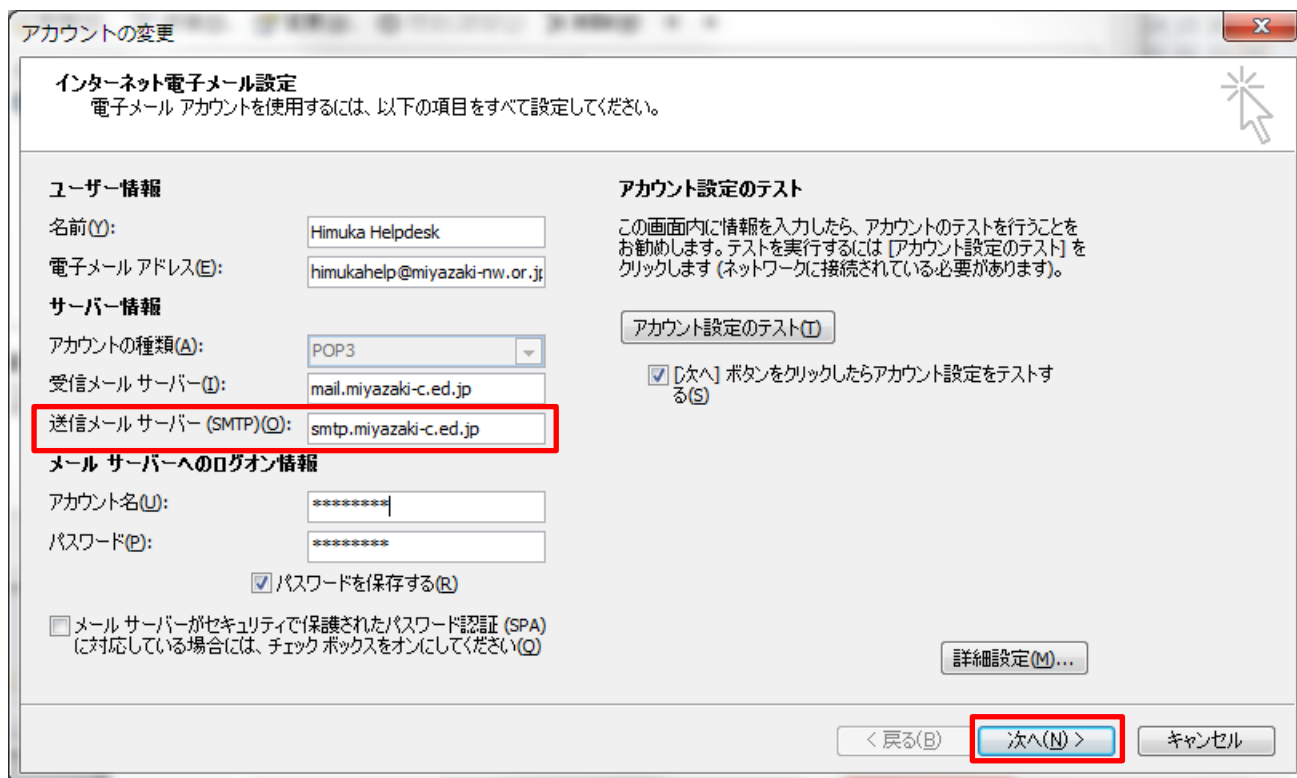 アカウントの変更
インターネット電子メール設定
電子メール アカウントを使用するには、以下の項目をすべて設定してください。
ユーザー情報
名前(Y):
Himuka Helpdesk
電子メール アドレス(E):
himukahelp@miyazaki-nw.or.jp
サーバー情報
アカウントの種類(A):
POP3
受信メール サーバー(I):
mail.miyazaki-c.ed.jp
送信メール サーバー (SMTP)(O):
smtp.miyazaki-c.ed.jp
メール サーバーへのログオン情報
アカウント名(U):
********
パスワード(P):
********
パスワードを保存する(R)
メール サーバーがセキュリティで保護されたパスワード認証 (SPA)
に対応している場合には、チェック ボックスをオンにしてください(Q)
アカウント設定のテスト
この画面内に情報を入力したら、アカウントのテストを行うことを
お勧めします。テストを実行するには [アカウント設定のテスト] を
クリックします (ネットワークに接続されている必要があります)。
アカウント設定のテスト(T)
[次へ] ボタンをクリックしたらアカウント設定をテストす
る(S)
詳細設定(M)...
< 戻る(B)
次へ(N) >
キャンセル